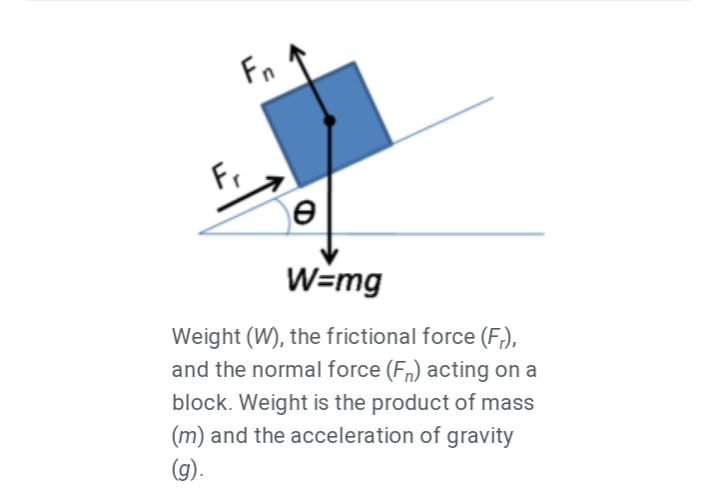 Fn
Fr
θ
W=mg
Weight (W), the frictional force (Fr),
and the normal force (Fn) acting on a
block. Weight is the product of mass
(m) and the acceleration of gravity
(g).